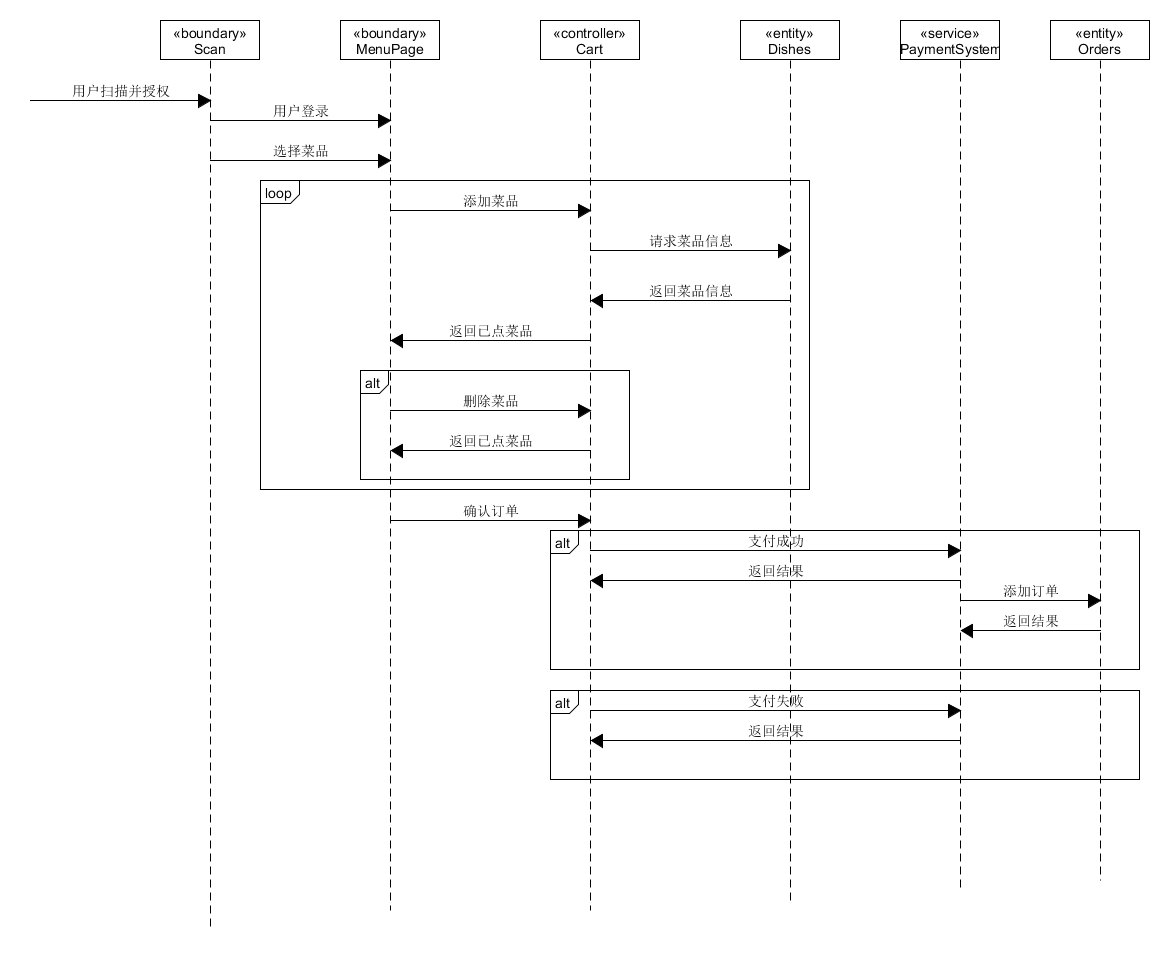 «boundary»
Scan
«boundary»
MenuPage
«controller»
Cart
«entity»
Dishes
«service»
PaymentSystem
«entity»
Orders
用户扫描并授权
用户登录
选择菜品
loop
添加菜品
请求菜品信息
返回菜品信息
返回已点菜品
alt
删除菜品
返回已点菜品
确认订单
alt
支付成功
返回结果
添加订单
返回结果
alt
支付失败
返回结果